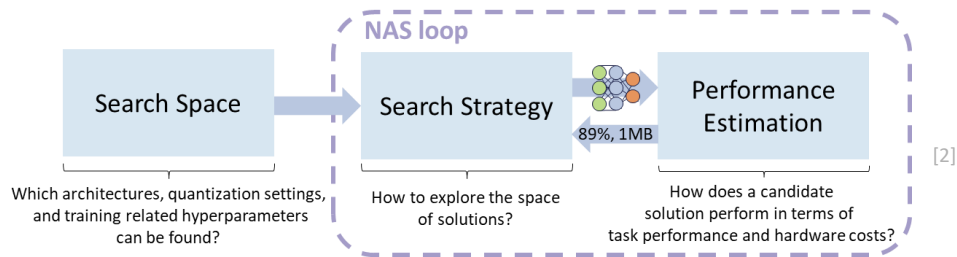 NAS loop
Search Space
Search Strategy
89%, 1MB
Performance
Estimation
[2]
Which architectures, quantization settings,
and training related hyperparameters
can be found?
How to explore the space
of solutions?
How does a candidate
solution perform in terms of
task performance and hardware costs?